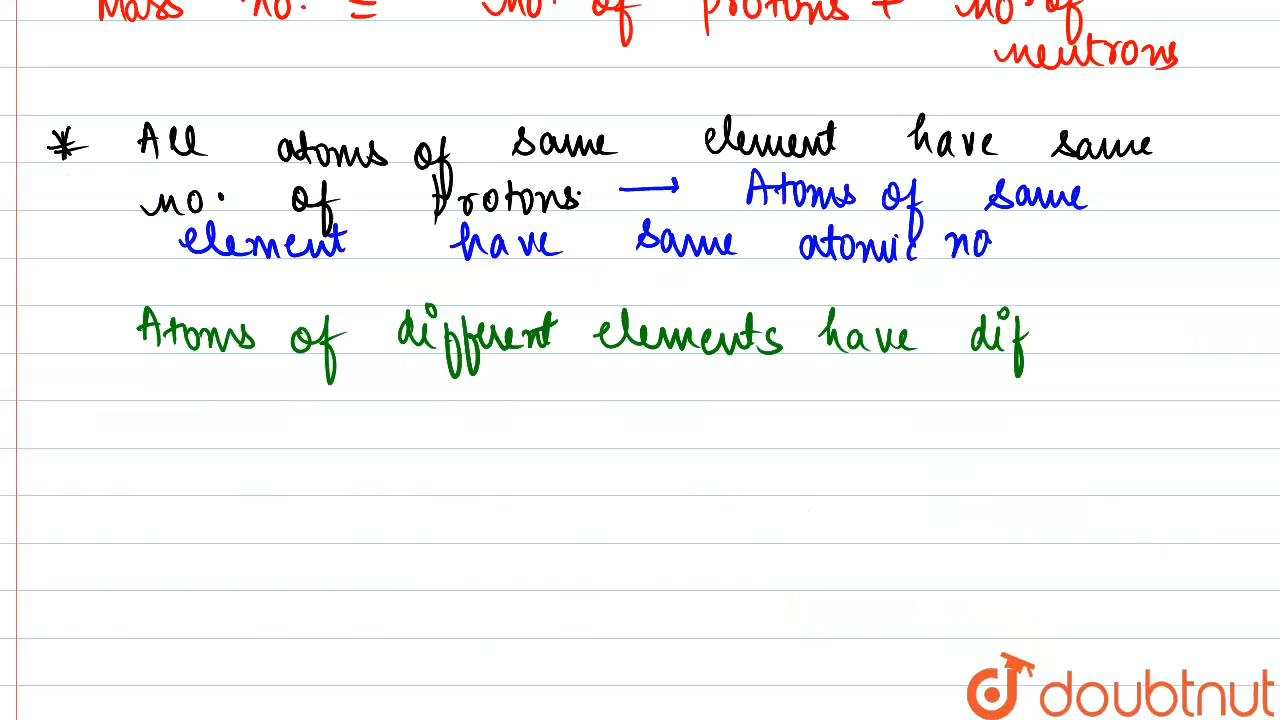 Mass no. = No. of protons + No. of
neutrons
* All atoms of same element have same
no. of Protons. → Atoms of same
element have same atomic no
Atoms of different elements have dif
doubtnut